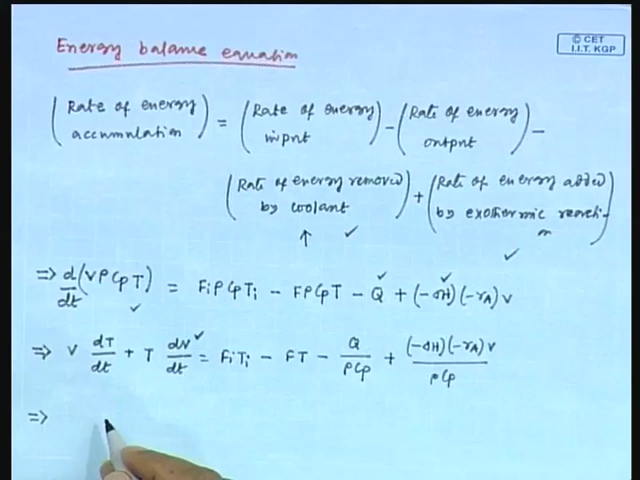 Energy balance equation
© CET
I.I.T. KGP
(Rate of energy accumulation) = (Rate of energy input) - (Rate of energy output) -
(Rate of energy removed by coolant) + (Rate of energy added by exothermic reaction)
↑ ✓ ✓
=> d/dt (VρCpT) = FiρCpTi - FρCpT - Q + (-ΔH)(-rA)V
=> V dT/dt + T dV/dt = FiTi - FT - Q/ρCp + (-ΔH)(-rA)V/ρCp
=>